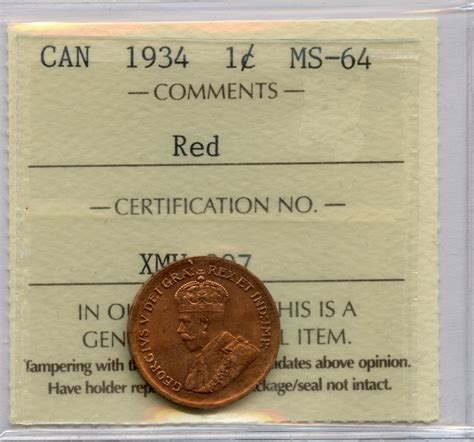 CAN 1934 1¢ MS-64
— COMMENTS —
Red
— CERTIFICATION NO. —
IN THIS IS A
ITEM.
Tampering with above opinion.
Have holder seal not intact.
GEORGIVS V DEI GRA: REX ET IND: IMP: